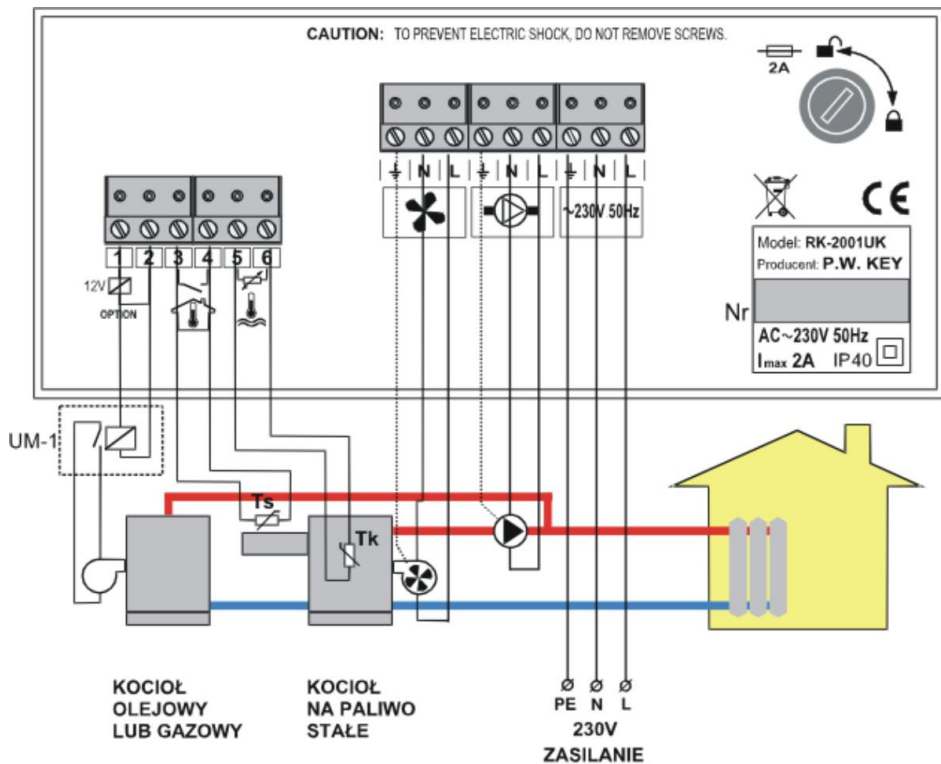 CAUTION: TO PREVENT ELECTRIC SHOCK, DO NOT REMOVE SCREWS.
2A
N L N L N L
~230V 50Hz
1 2 3 4 5 6
12V
OPTION
Model: RK-2001UK
Producent: P.W. KEY
Nr
AC~230V 50Hz
Imax 2A IP40
UM-1
Ts
Tk
KOCIOŁ
OLEJOWY
LUB GAZOWY
KOCIOŁ
NA PALIWO
STAŁE
PE N L
230V
ZASILANIE